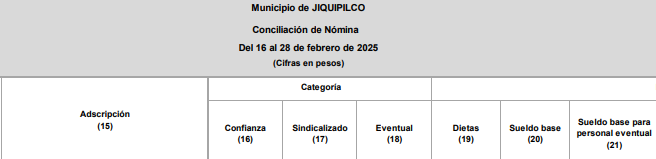 Municipio de JIQUIPILCO
Conciliación de Nómina
Del 16 al 28 de febrero de 2025
(Cifras en pesos)
Categoría
Adscripción
(15)
Confianza
(16)
Sindicalizado
(17)
Eventual
(18)
Dietas
(19)
Sueldo base
(20)
Sueldo base para
personal eventual
(21)